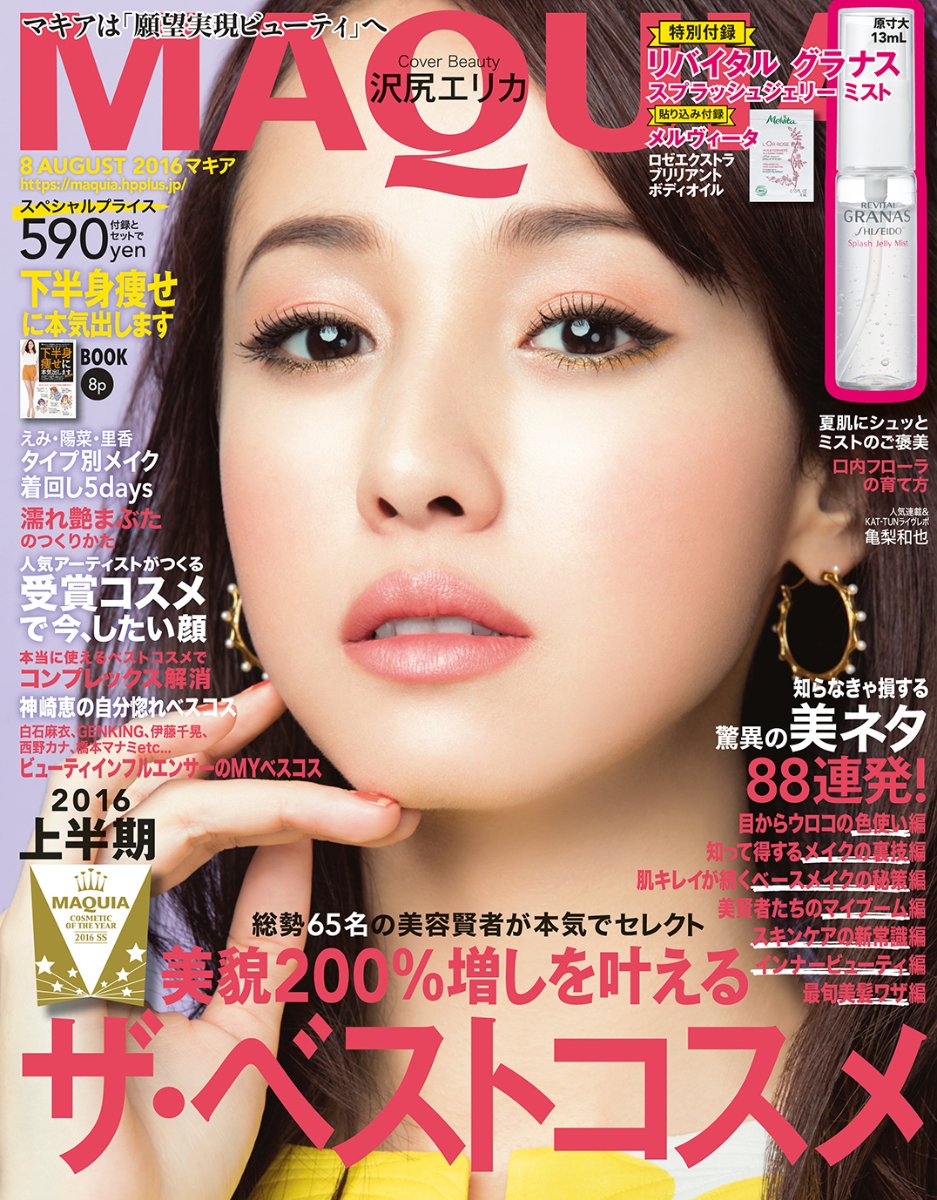 マキアは「願望実現ビューティ」へ
MAQUIA
Cover Beauty
沢尻エリカ
8 AUGUST 2016 マキア
https://maquia.hpplus.jp/
スペシャルプライス
590yen
付録と
セットで
下半身痩せ
に本気出します
下半身
痩せに
本気出します
BOOK
8p
えみ・陽菜・里香
タイプ別メイク
着回し5days
濡れ艶まぶた
のつくりかた
人気アーティストがつくる
受賞コスメ
で今、したい顔
本当に使えるベストコスメで
コンプレックス解消
神崎恵の自分惚れベスコス
白石麻衣、GENKING、伊藤千晃、
西野カナ、橋本マナミetc...
ビューティインフルエンサーのMYベスコス
2016
上半期
MAQUIA
COSMETIC
OF THE YEAR
2016 SS
特別付録
リバイタル グラナス
スプラッシュジェリー ミスト
貼り込み付録
メルヴィータ
ロゼエクストラ
ブリリアント
ボディオイル
Melvita
L'OR ROSE
原寸大
13mL
REVITAL
GRANAS
SHISEIDO
Splash Jelly Mist
夏肌にシュッと
ミストのご褒美
口内フローラ
の育て方
人気連載&
KAT-TUNライヴレポ
亀梨和也
知らなきゃ損する
驚異の美ネタ
88連発!
目からウロコの色使い編
知って得するメイクの裏技編
肌キレイが続くベースメイクの秘策編
美賢者たちのマイブーム編
スキンケアの新常識編
インナービューティ編
最旬美髪ワザ編
総勢65名の美容賢者が本気でセレクト
美貌200%増しを叶える
ザ・ベストコスメ